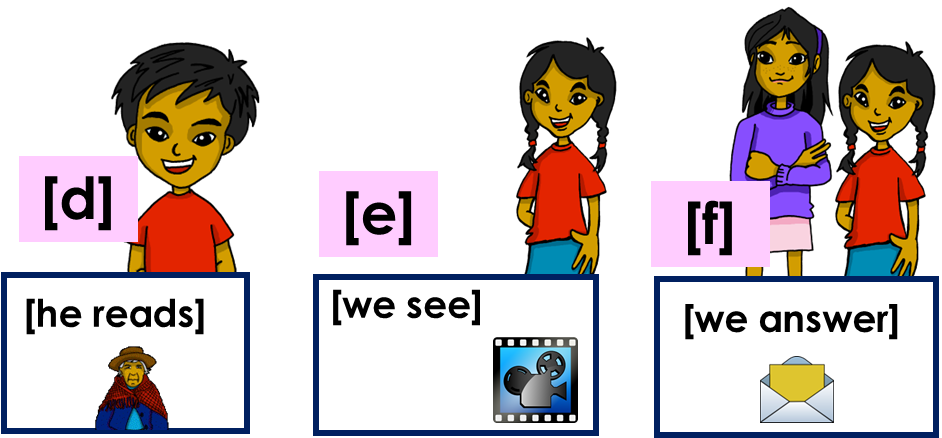 [d]
[he reads]
[e]
[we see]
[f]
[we answer]